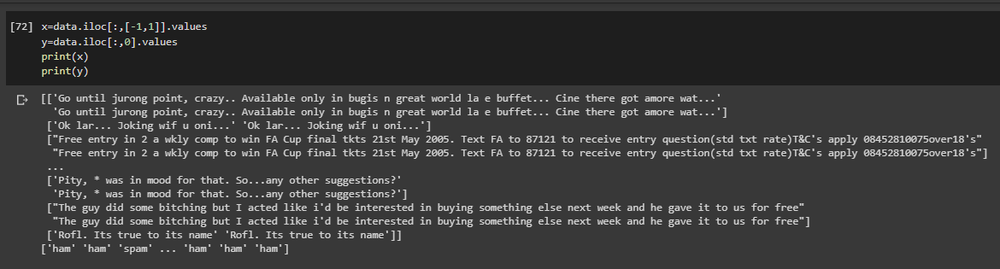 [72] x=data.iloc[:,[-1,1]].values
y=data.iloc[:,0].values
print(x)
print(y)
[['Go until jurong point, crazy.. Available only in bugis n great world la e buffet... Cine there got amore wat...'
'Go until jurong point, crazy.. Available only in bugis n great world la e buffet... Cine there got amore wat...']
['Ok lar... Joking wif u oni...' 'Ok lar... Joking wif u oni...']
["Free entry in 2 a wkly comp to win FA Cup final tkts 21st May 2005. Text FA to 87121 to receive entry question(std txt rate)T&C's apply 08452810075over18's"
"Free entry in 2 a wkly comp to win FA Cup final tkts 21st May 2005. Text FA to 87121 to receive entry question(std txt rate)T&C's apply 08452810075over18's"]
...
['Pity, * was in mood for that. So...any other suggestions?'
'Pity, * was in mood for that. So...any other suggestions?']
["The guy did some bitching but I acted like i'd be interested in buying something else next week and he gave it to us for free"
"The guy did some bitching but I acted like i'd be interested in buying something else next week and he gave it to us for free"]
['Rofl. Its true to its name' 'Rofl. Its true to its name']]
['ham' 'ham' 'spam' ... 'ham' 'ham' 'ham']